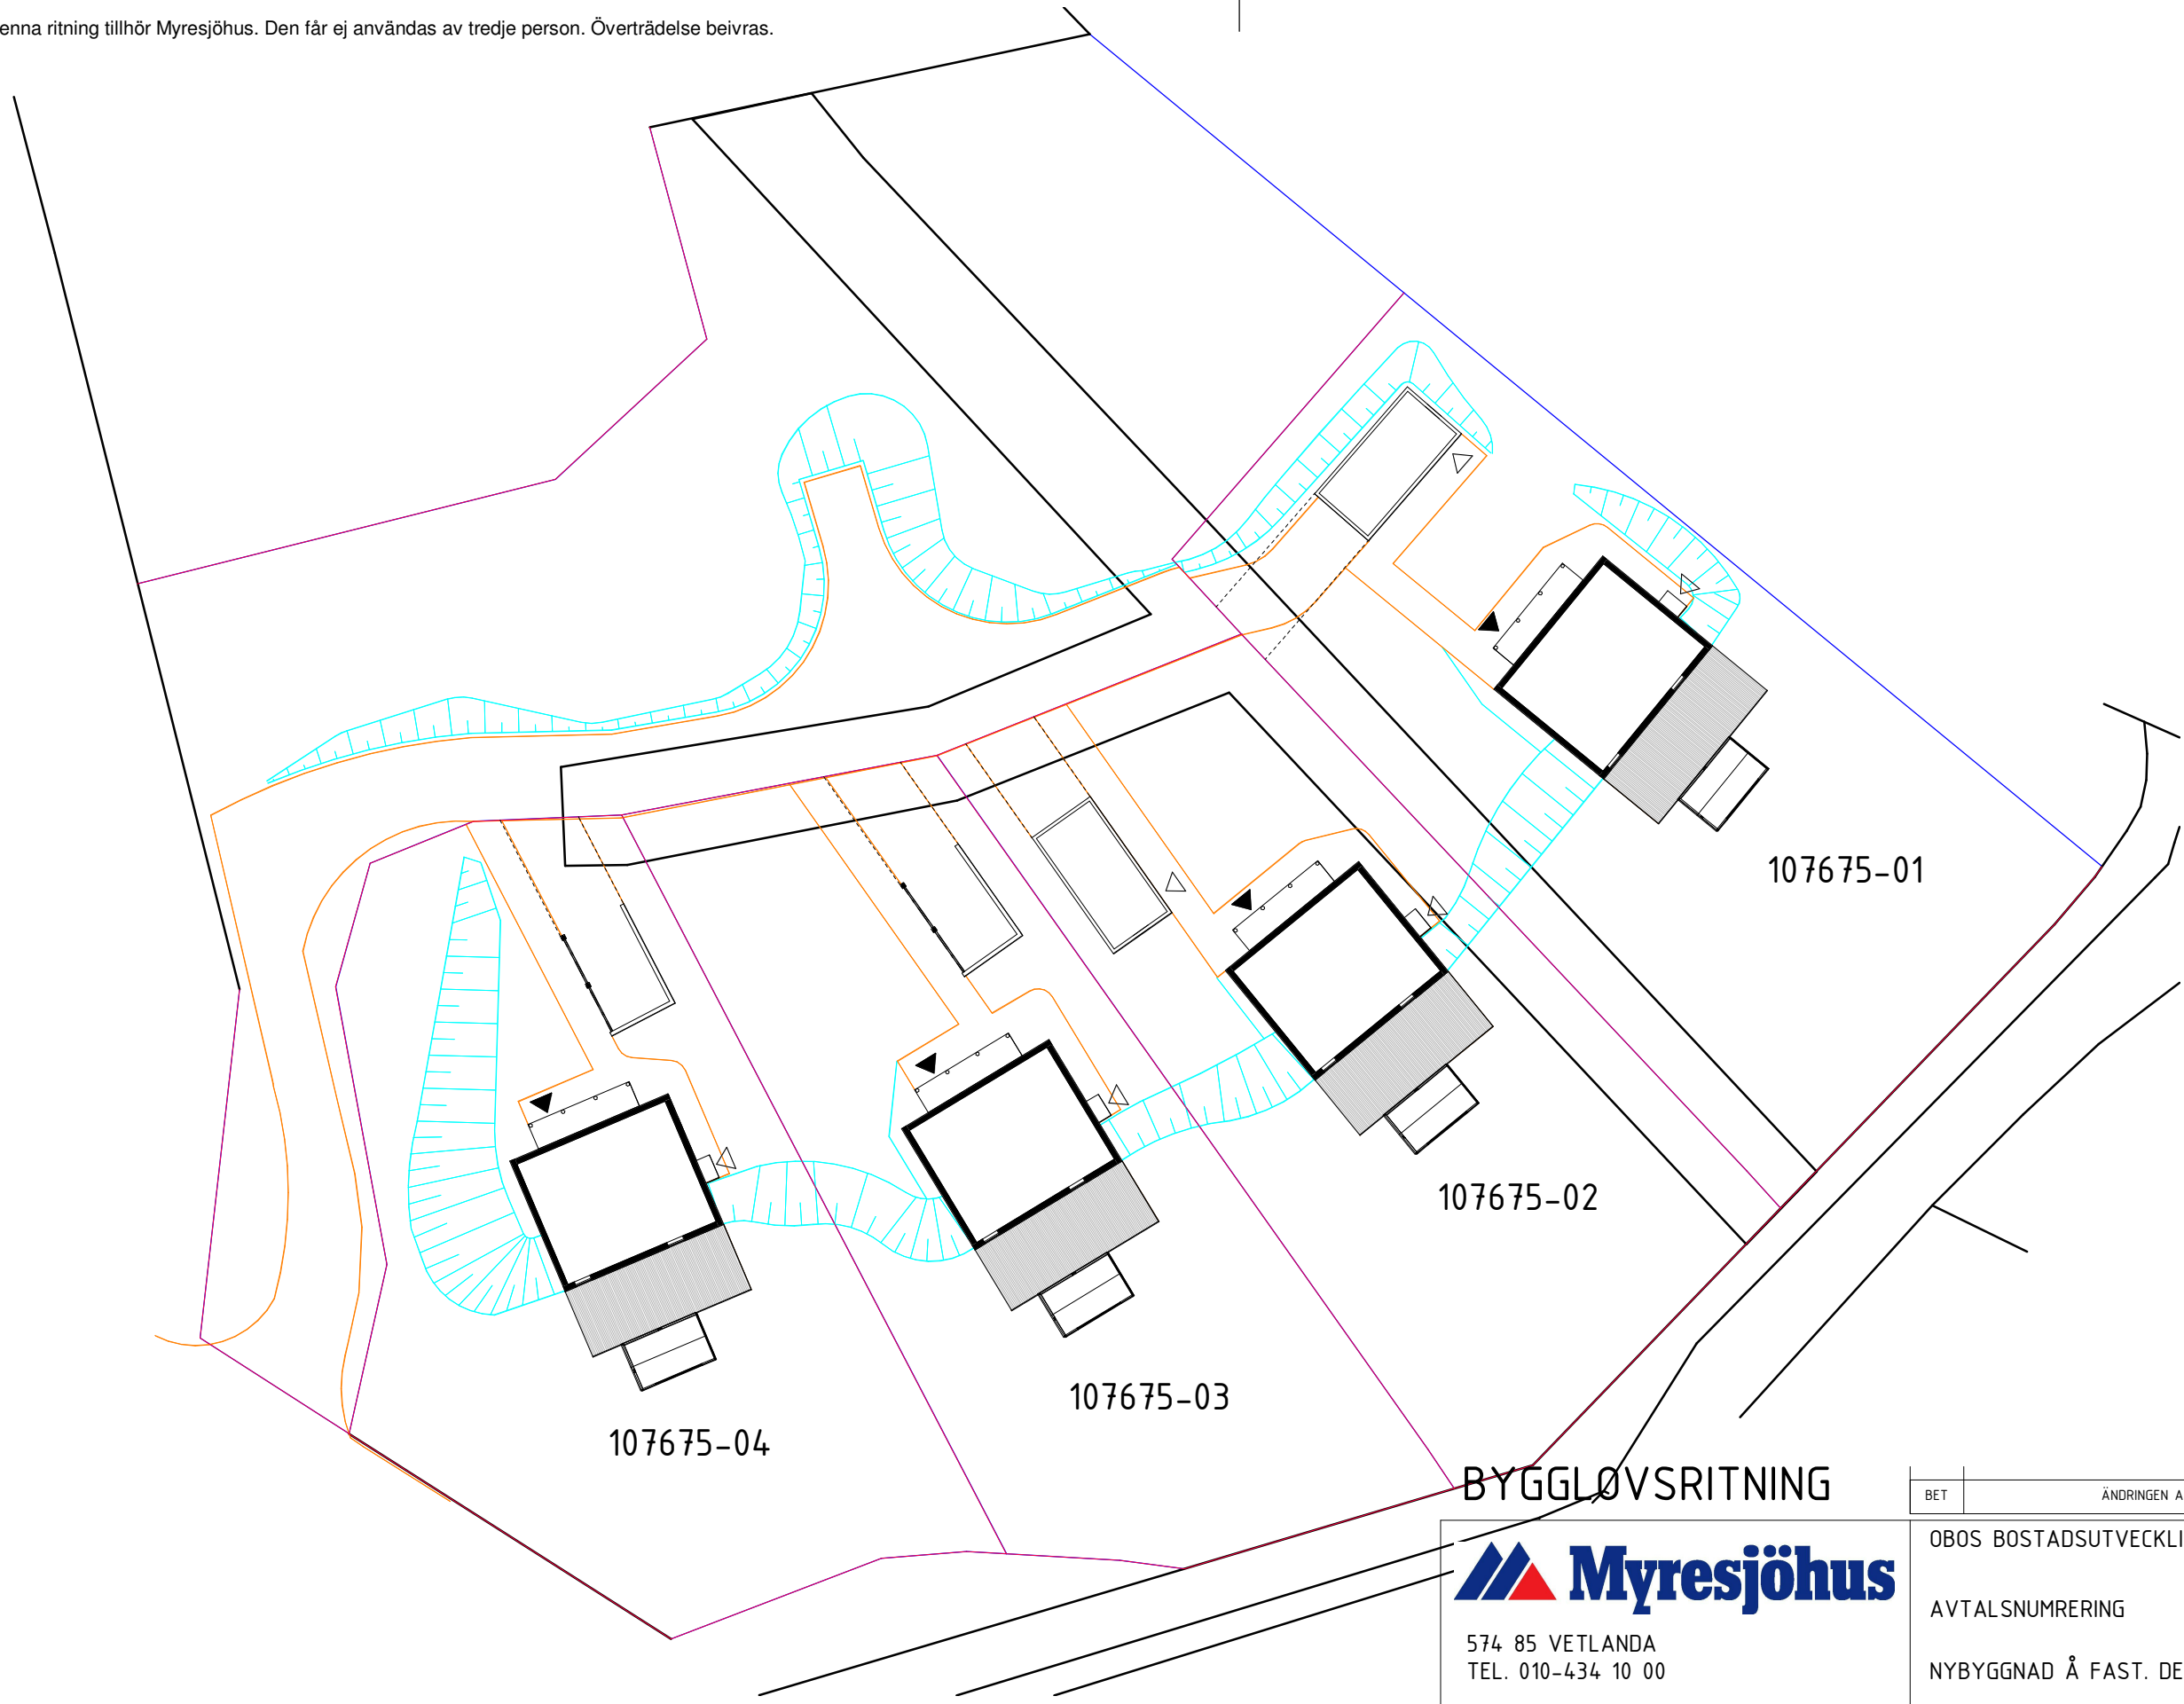 enna ritning tillhör Myresjöhus. Den får ej användas av tredje person. Överträdelse beivras.
107675-01
107675-02
107675-03
107675-04
BYGGLOVSRITNING
BET ÄNDRINGEN A
Myresjöhus
574 85 VETLANDA
TEL. 010-434 10 00
OBOS BOSTADSUTVECKLI
AVTALSNUMRERING
NYBYGGNAD Å FAST. DE